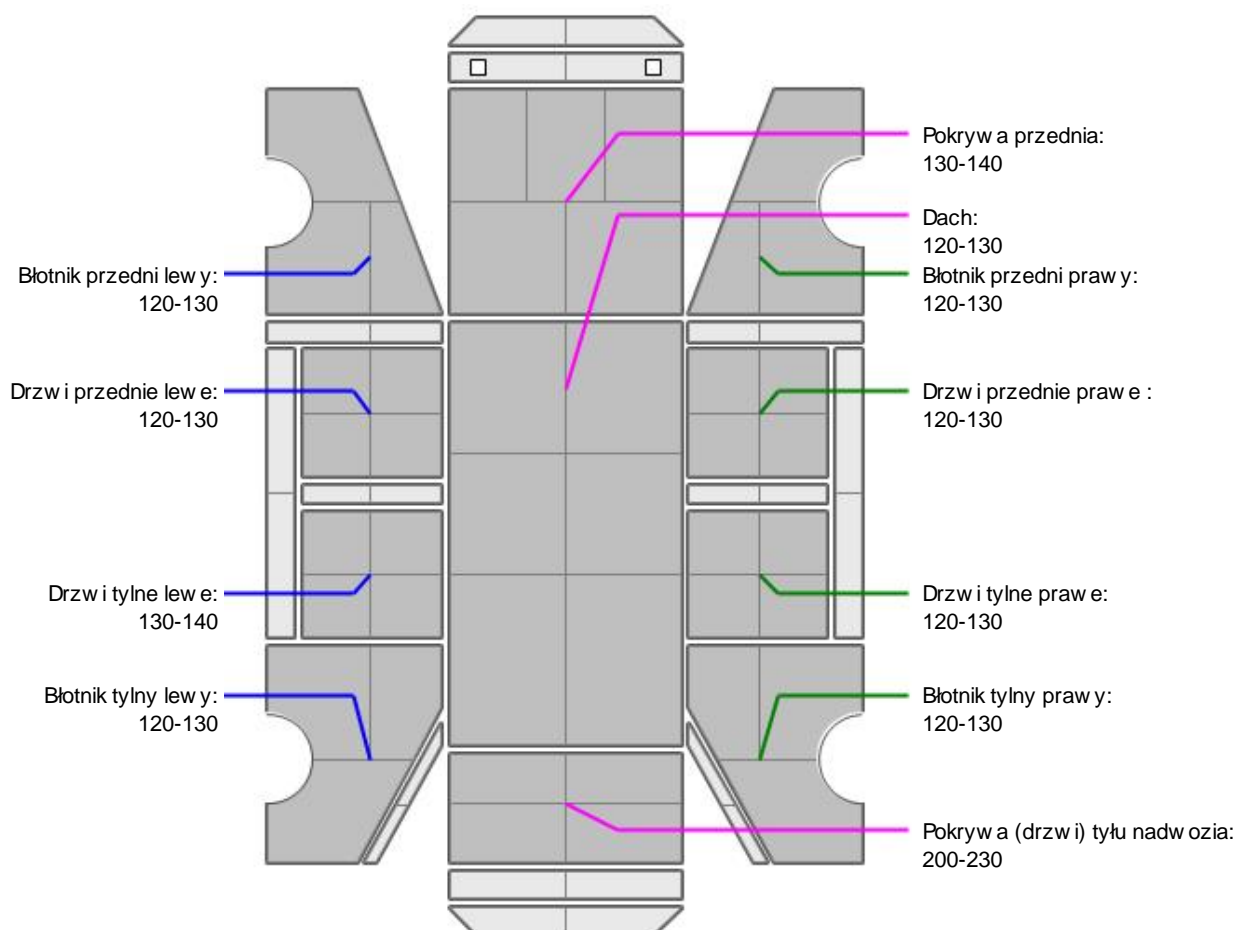 Pokrywa przednia:
130-140
Dach:
120-130
Błotnik przedni lewy:
120-130
Błotnik przedni prawy:
120-130
Drzwi przednie lewe:
120-130
Drzwi przednie prawe :
120-130
Drzwi tylne lewe:
130-140
Drzwi tylne prawe:
120-130
Błotnik tylny lewy:
120-130
Błotnik tylny prawy:
120-130
Pokrywa (drzwi) tyłu nadwozia:
200-230